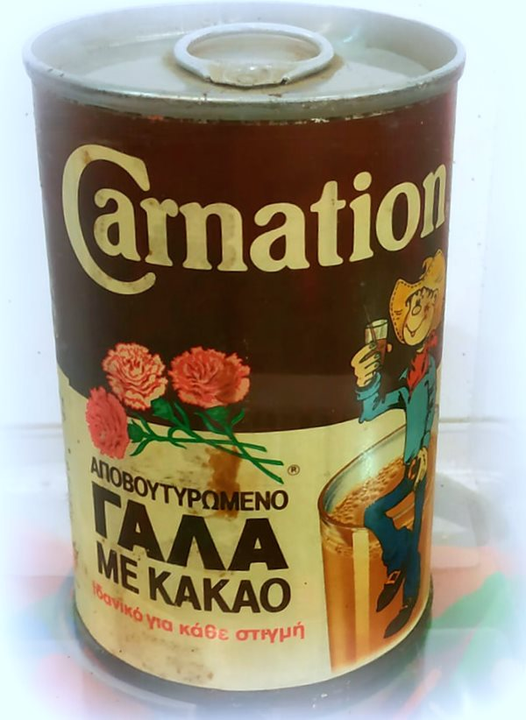 Carnation
®
ΑΠΟΒΟΥΤΥΡΩΜΕΝΟ
ΓΑΛΑ
ΜΕ ΚΑΚΑΟ
ιδανικό για κάθε στιγμή